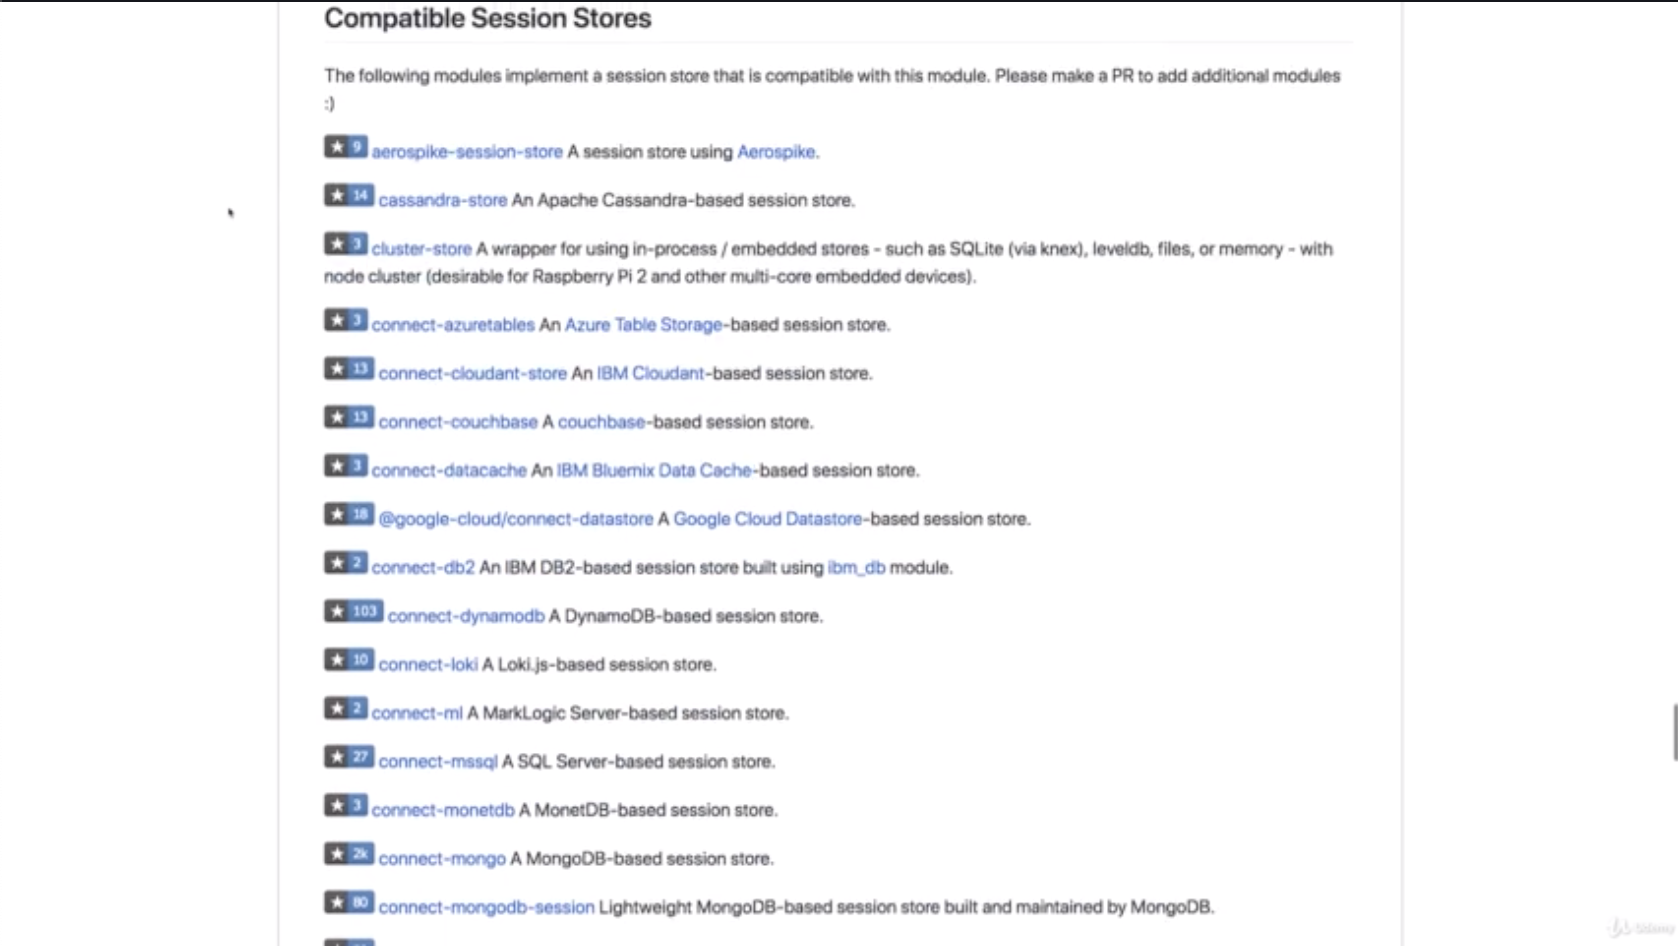 Compatible Session Stores
The following modules implement a session store that is compatible with this module. Please make a PR to add additional modules
:)
★ 9 aerospike-session-store A session store using Aerospike.
★ 14 cassandra-store An Apache Cassandra-based session store.
★ 3 cluster-store A wrapper for using in-process / embedded stores - such as SQLite (via knex), leveldb, files, or memory - with
node cluster (desirable for Raspberry Pi 2 and other multi-core embedded devices).
★ 3 connect-azuretables An Azure Table Storage-based session store.
★ 13 connect-cloudant-store An IBM Cloudant-based session store.
★ 13 connect-couchbase A couchbase-based session store.
★ 3 connect-datacache An IBM Bluemix Data Cache-based session store.
★ 18 @google-cloud/connect-datastore A Google Cloud Datastore-based session store.
★ 2 connect-db2 An IBM DB2-based session store built using ibm_db module.
★ 103 connect-dynamodb A DynamoDB-based session store.
★ 10 connect-loki A Loki.js-based session store.
★ 2 connect-ml A MarkLogic Server-based session store.
★ 27 connect-mssql A SQL Server-based session store.
★ 3 connect-monetdb A MonetDB-based session store.
★ 2k connect-mongo A MongoDB-based session store.
★ 80 connect-mongodb-session Lightweight MongoDB-based session store built and maintained by MongoDB.
Udemy